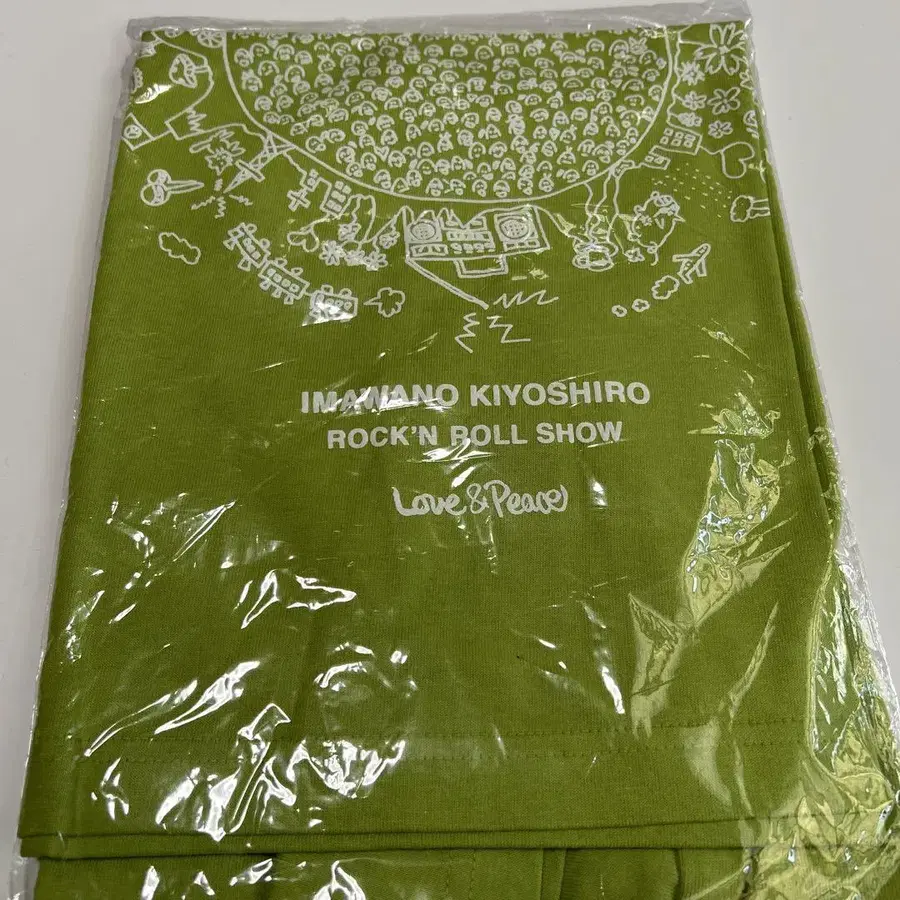 IMAWANO KIYOSHIRO
ROCK'N ROLL SHOW
Love & Peace